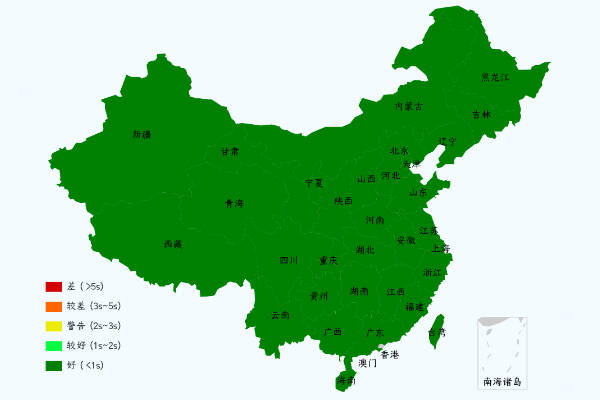 黑龙江
内蒙古
吉林
新疆
辽宁
甘肃
北京
天津
宁夏
山西
河北
山东
青海
陕西
河南
江苏
西藏
安徽
上海
四川
重庆
湖北
浙江
贵州
湖南
江西
福建
云南
广西
广东
台湾
香港
澳门
海南
南海诸岛
差 (>5s)
较差 (3s~5s)
警告 (2s~3s)
较好 (1s~2s)
好 (<1s)